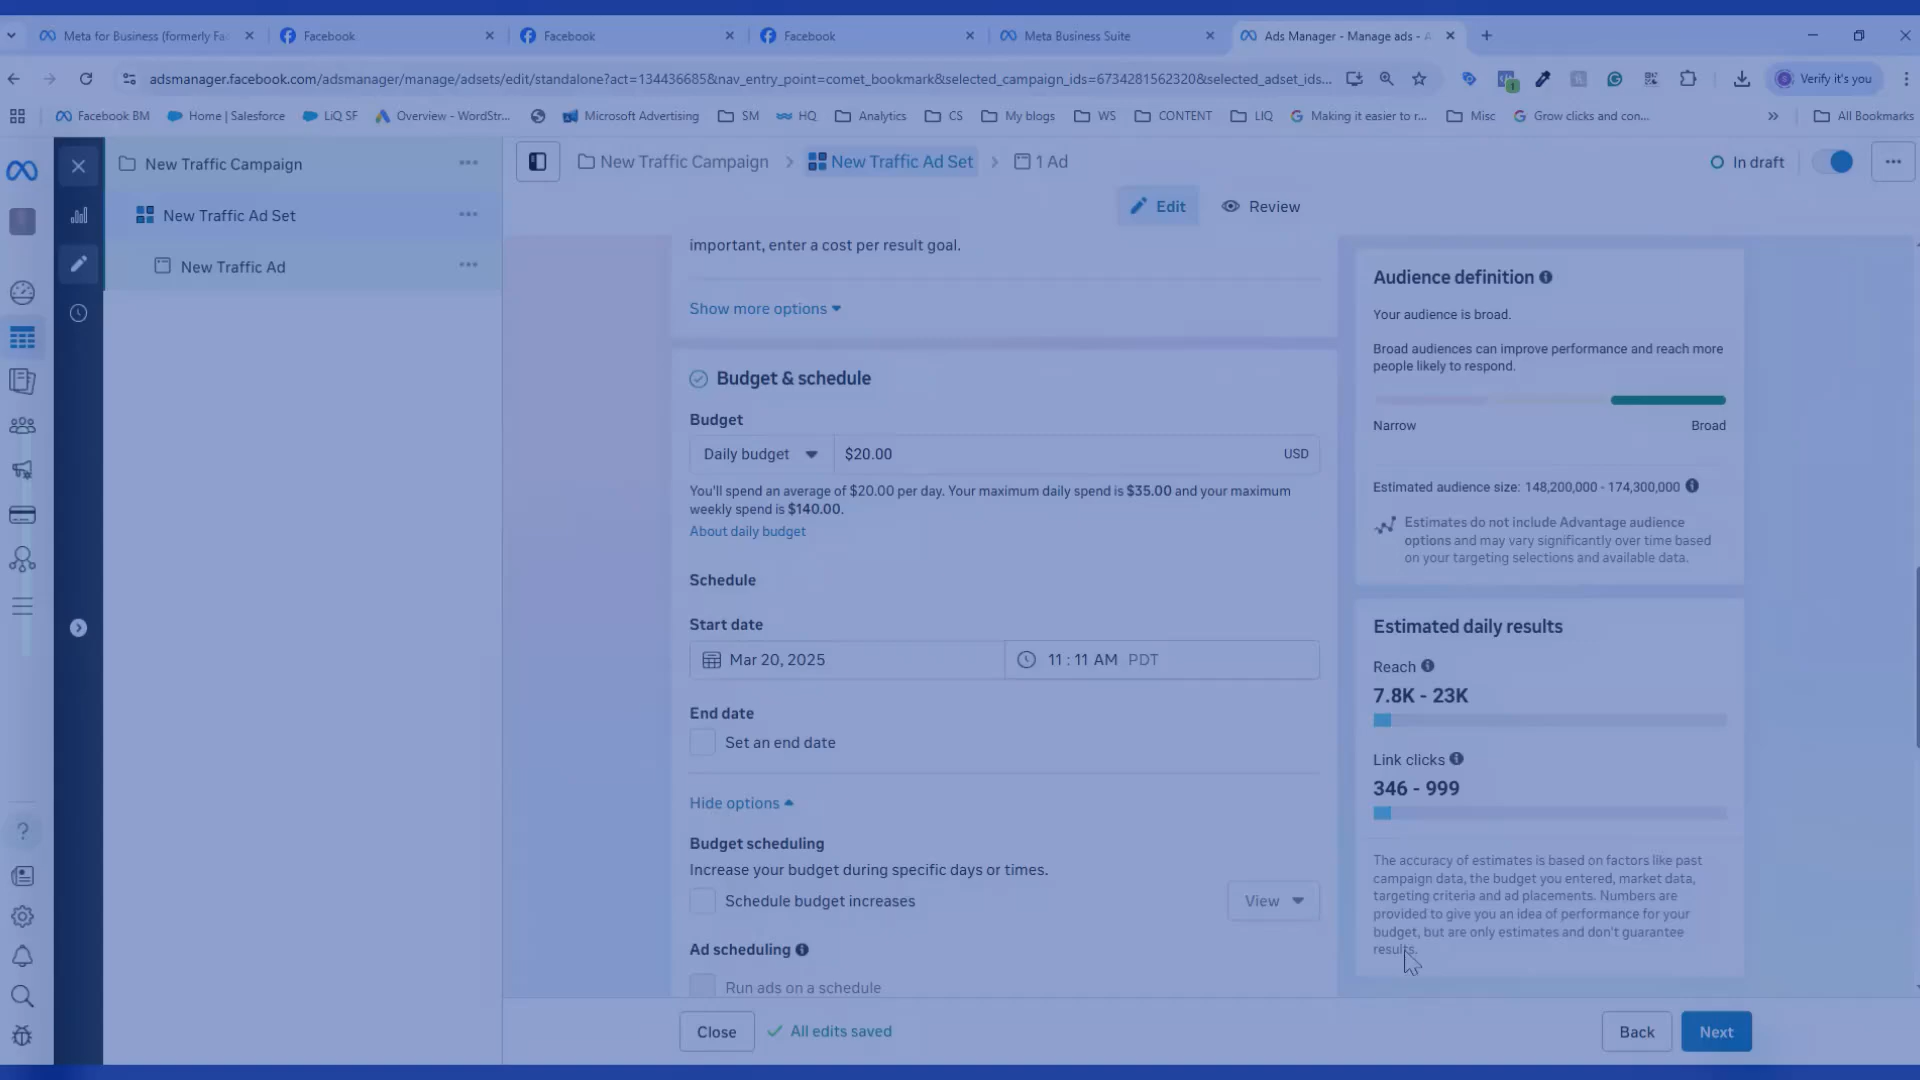 Meta for Business (formerly Fa
Facebook
Facebook
Facebook
Meta Business Suite
Ads Manager - Manage ads - A
adsmanager.facebook.com/adsmanager/manage/adsets/edit/standalone?act=134436685&nav_entry_point=comet_bookmark&selected_campaign_ids=6734281562320&selected_adset_ids...
Verify it's you
Facebook BM
Home | Salesforce
LiQ SF
Overview - WordStr...
Microsoft Advertising
SM
HQ
Analytics
CS
My blogs
WS
CONTENT
LIQ
Making it easier to r...
Misc
Grow clicks and con...
All Bookmarks
New Traffic Campaign
New Traffic Ad Set
New Traffic Ad
New Traffic Campaign
New Traffic Ad Set
1 Ad
In draft
Edit
Review
important, enter a cost per result goal.
Show more options
Budget & schedule
Budget
Daily budget
$20.00
USD
You'll spend an average of $20.00 per day. Your maximum daily spend is $35.00 and your maximum
weekly spend is $140.00.
About daily budget
Schedule
Start date
Mar 20, 2025
11 : 11 AM PDT
End date
Set an end date
Hide options
Budget scheduling
Increase your budget during specific days or times.
Schedule budget increases
View
Ad scheduling
Run ads on a schedule
Audience definition
Your audience is broad.
Broad audiences can improve performance and reach more
people likely to respond.
Narrow
Broad
Estimated audience size: 148,200,000 - 174,300,000
Estimates do not include Advantage audience
options and may vary significantly over time based
on your targeting selections and available data.
Estimated daily results
Reach
7.8K - 23K
Link clicks
346 - 999
The accuracy of estimates is based on factors like past
campaign data, the budget you entered, market data,
targeting criteria and ad placements. Numbers are
provided to give you an idea of performance for your
budget, but are only estimates and don't guarantee
results.
Close
All edits saved
Back
Next